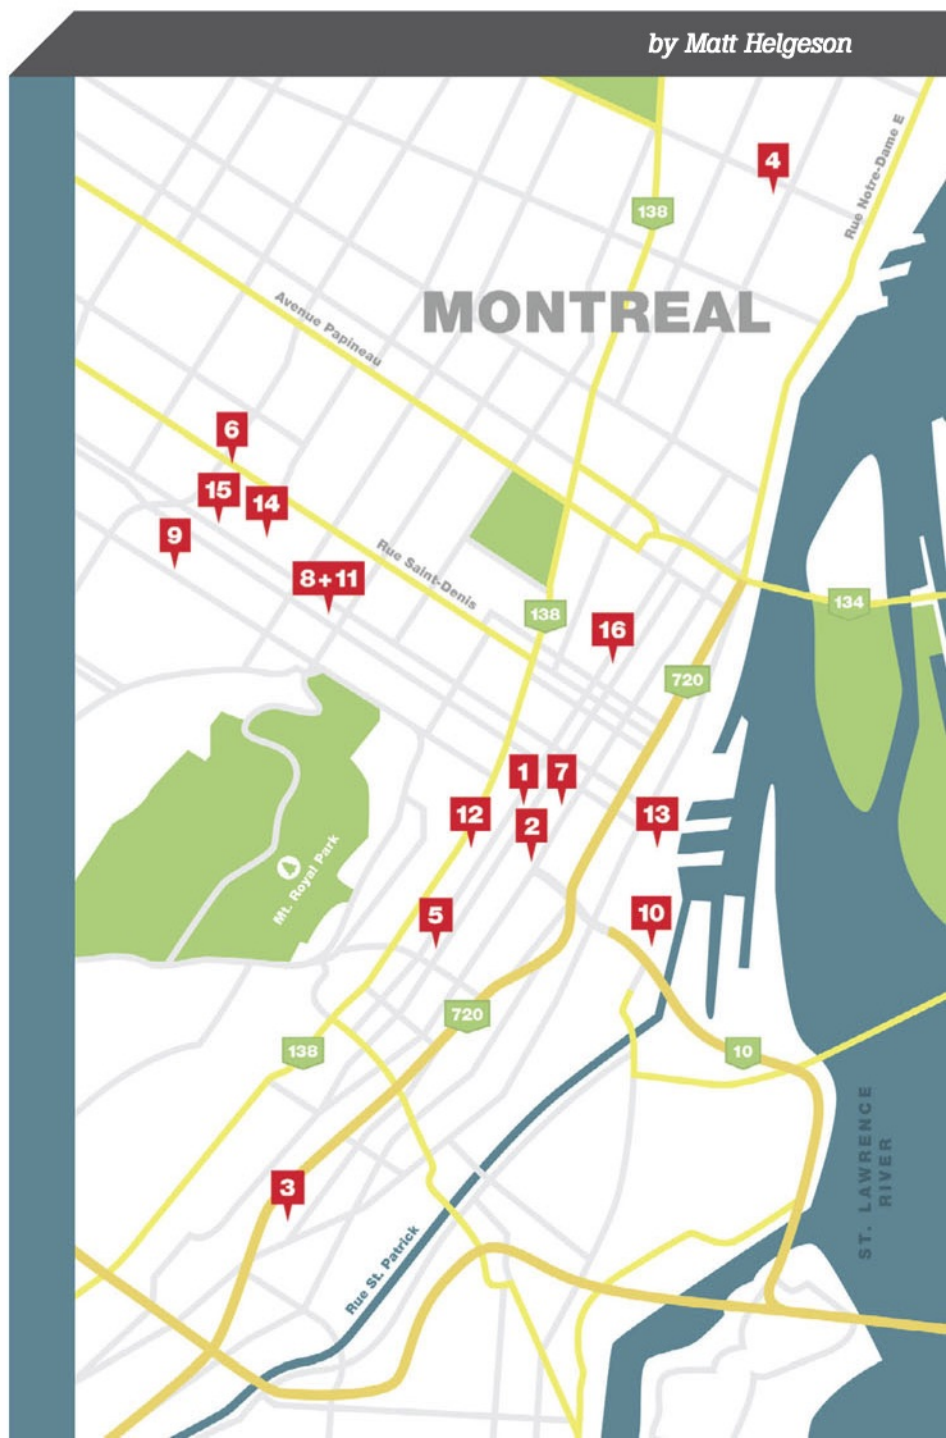 by Matt Helgeson
4
Rue Notre-Dame E
138
MONTREAL
Avenue Papineau
6
15
14
9
8+11
Rue Saint-Denis
134
138
16
720
1
7
12
2
13
Mt. Royal Park
5
10
720
138
10
ST. LAWRENCE
RIVER
3
Rue St. Patrick